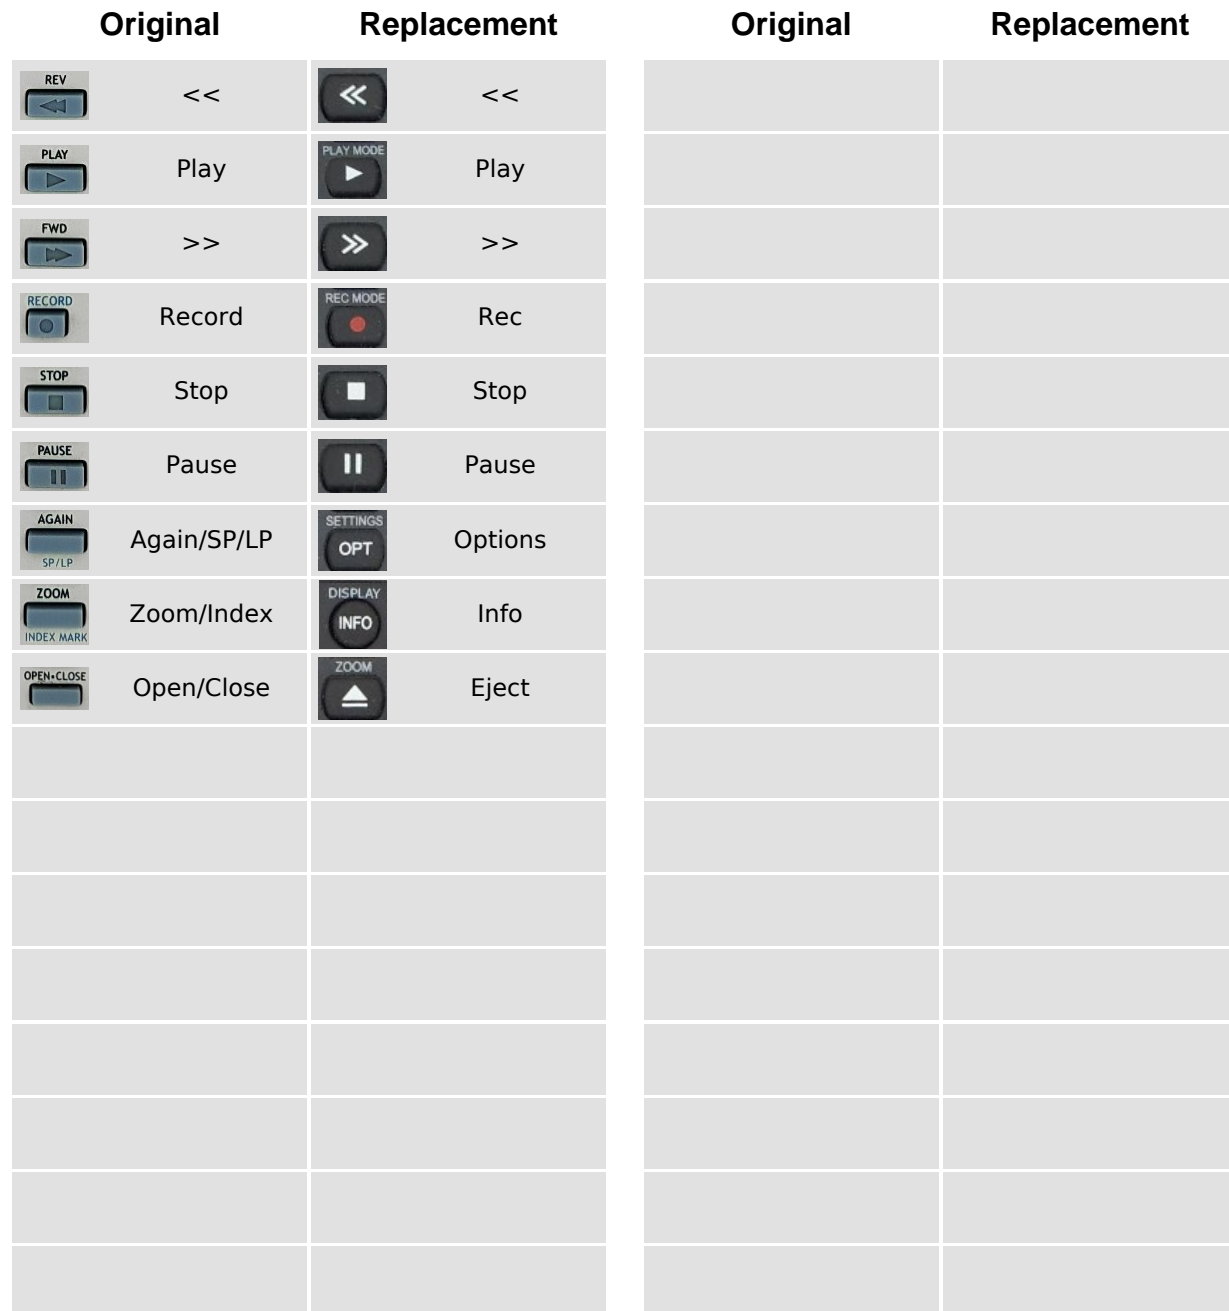 Original Replacement Original Replacement
REV << <<
PLAY Play PLAY MODE Play
FWD >> >>
RECORD Record REC MODE Rec
STOP Stop Stop
PAUSE Pause Pause
AGAIN SP/LP Again/SP/LP SETTINGS OPT Options
ZOOM INDEX MARK Zoom/Index DISPLAY INFO Info
OPEN•CLOSE Open/Close ZOOM Eject